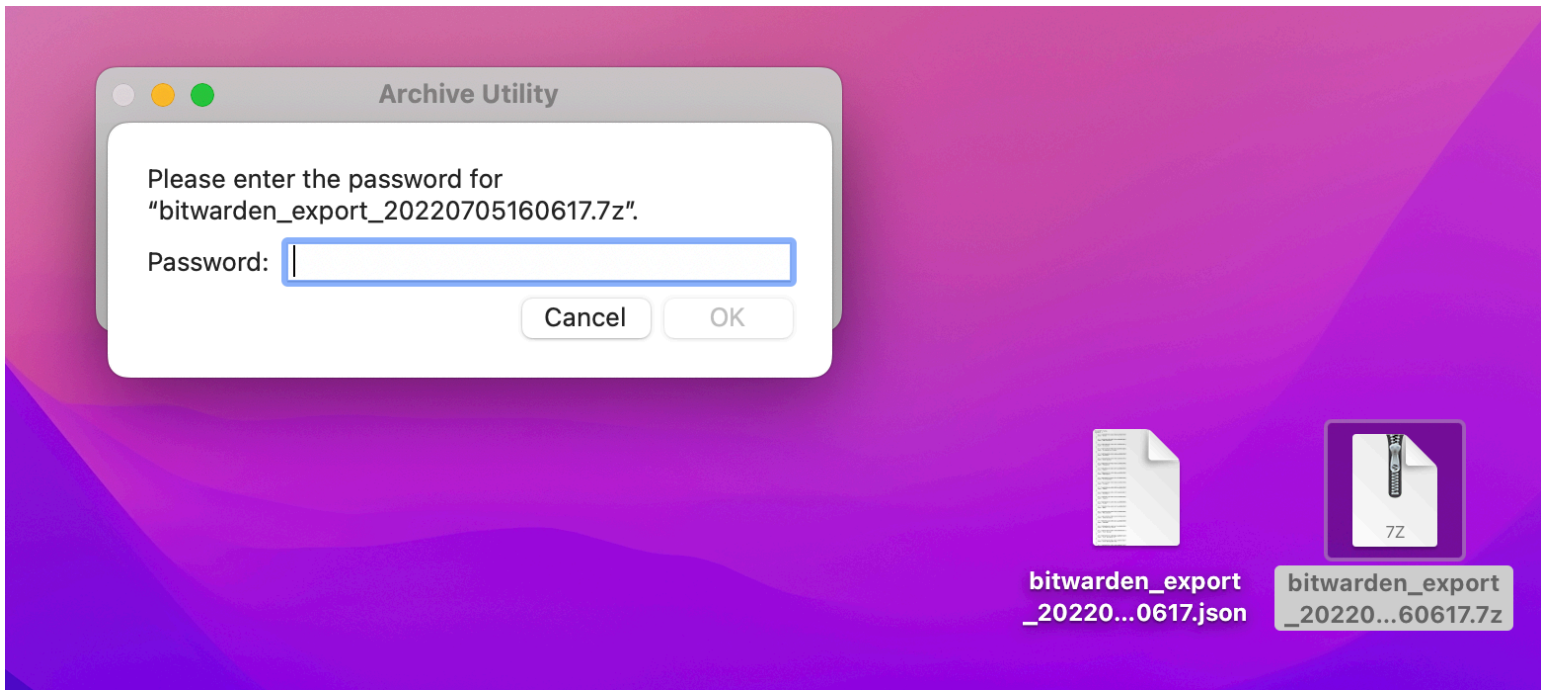 Archive Utility
Please enter the password for
“bitwarden_export_20220705160617.7z”.
Password:
Cancel
OK
7Z
bitwarden_export
_20220...0617.json
bitwarden_export
_20220...60617.7z